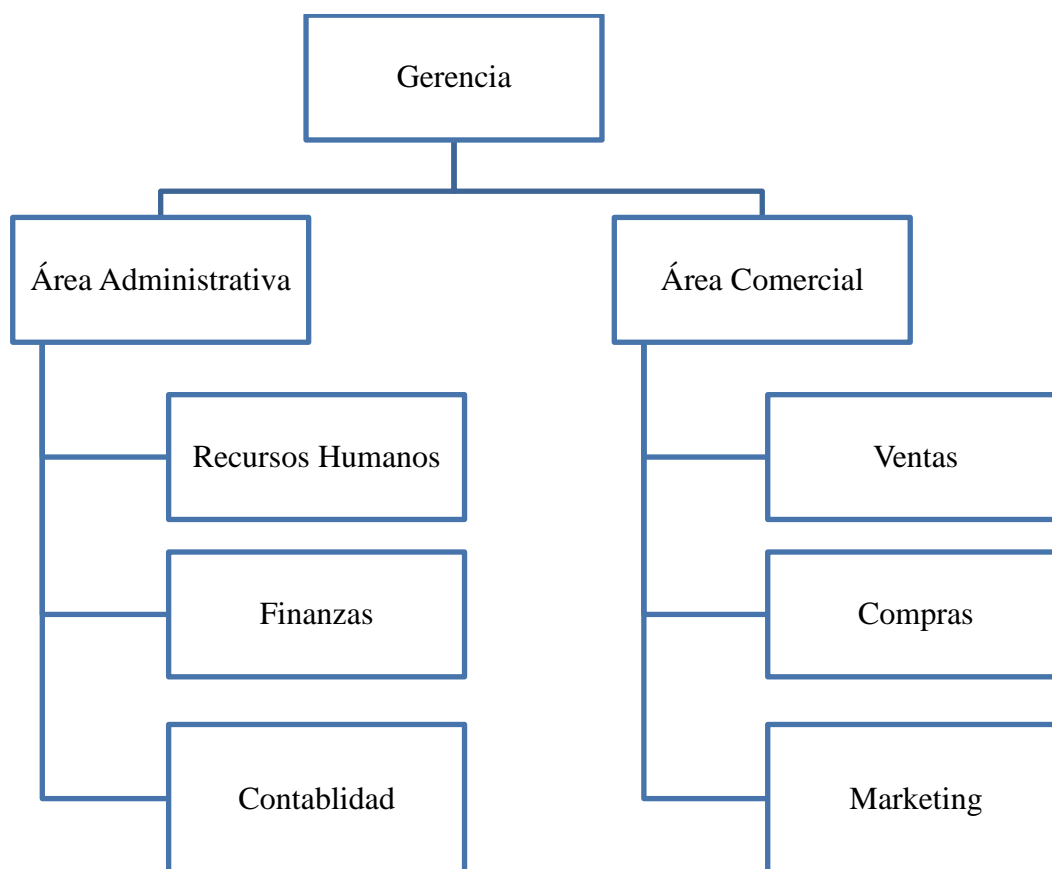 Gerencia
Área Administrativa
Área Comercial
Recursos Humanos
Ventas
Finanzas
Compras
Contablidad
Marketing